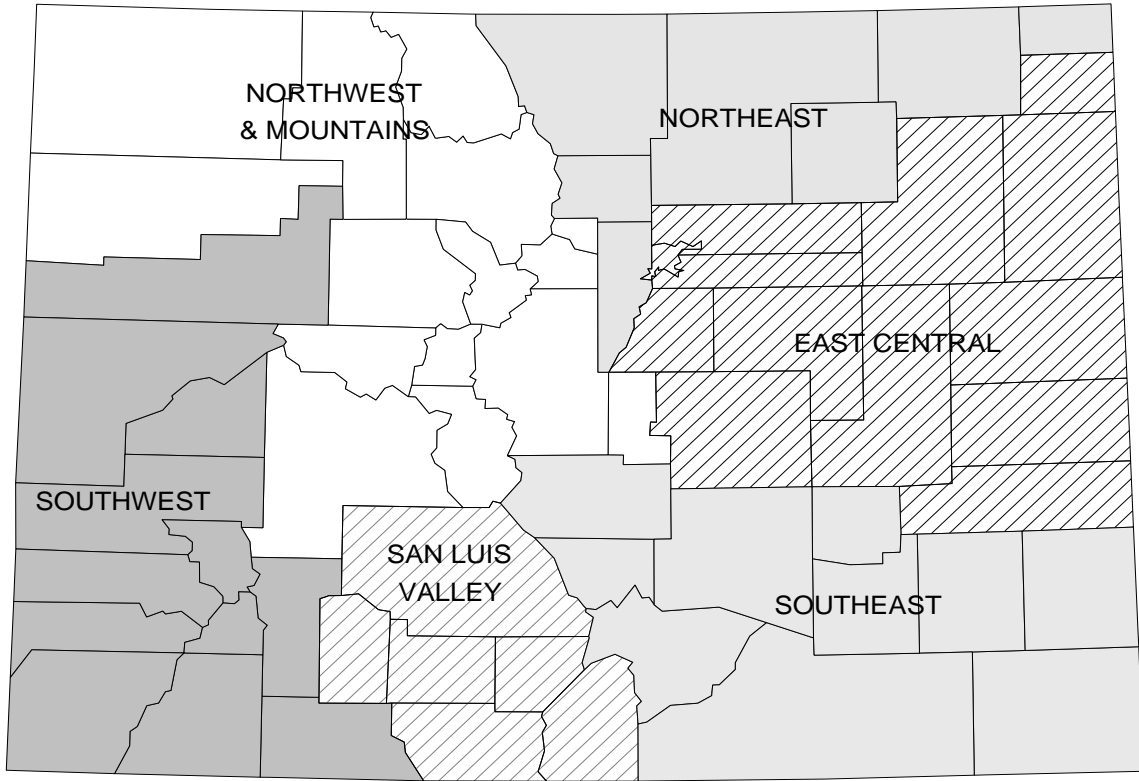 NORTHWEST
& MOUNTAINS
NORTHEAST
EAST CENTRAL
SOUTHWEST
SAN LUIS
VALLEY
SOUTHEAST